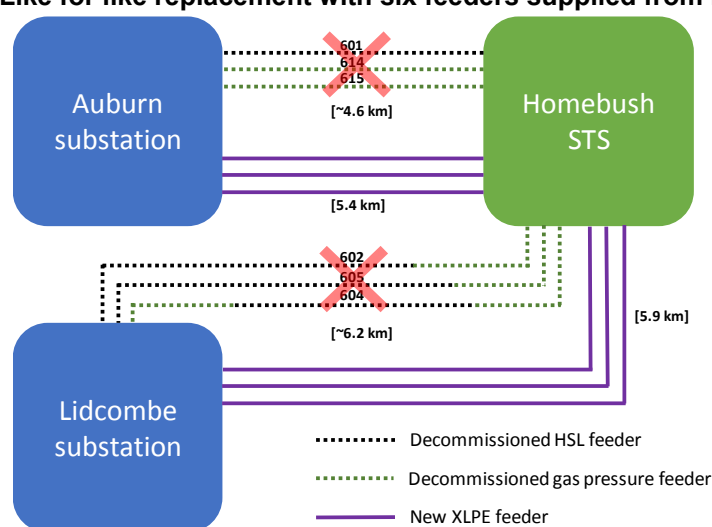 Like for like replacement with six feeders supplied from
601
614
615
[~4.6 km]
Auburn
substation
Homebush
STS
[5.4 km]
602
605
604
[~6.2 km]
[5.9 km]
Lidcombe
substation
Decommissioned HSL feeder
Decommissioned gas pressure feeder
New XLPE feeder